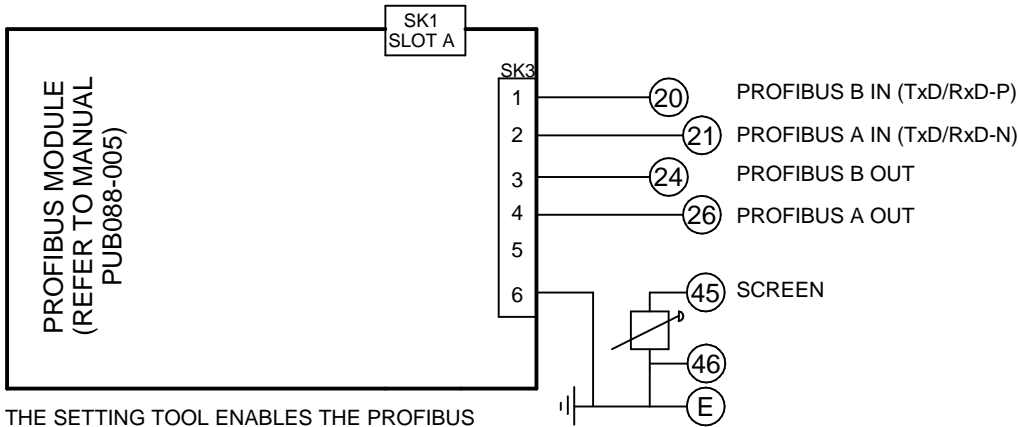 SK1
SLOT A
PROFIBUS MODULE
(REFER TO MANUAL
PUB088-005)
SK3
1
20
PROFIBUS B IN (TxD/RxD-P)
2
21
PROFIBUS A IN (TxD/RxD-N)
3
24
PROFIBUS B OUT
4
26
PROFIBUS A OUT
5
6
45
SCREEN
46
E
THE SETTING TOOL ENABLES THE PROFIBUS